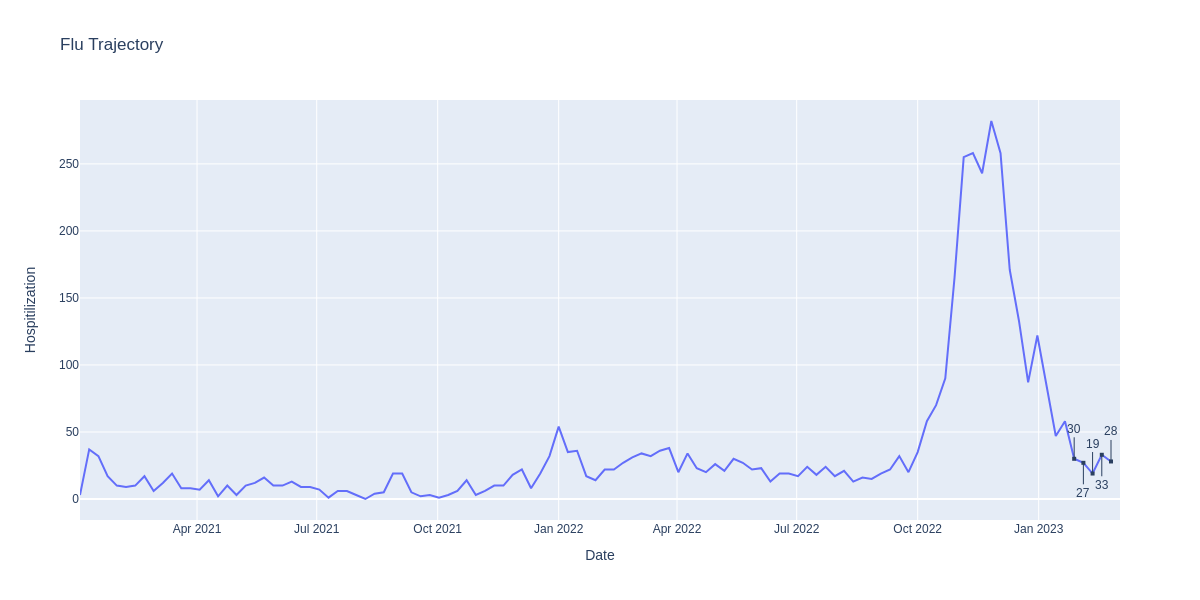 Flu Trajectory
Hospitilization
250
200
150
100
50
0
30
27
19
33
28
Apr 2021
Jul 2021
Oct 2021
Jan 2022
Apr 2022
Jul 2022
Oct 2022
Jan 2023
Date